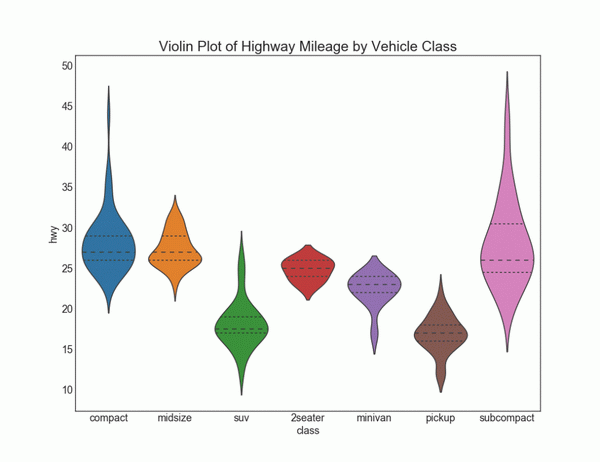 Violin Plot of Highway Mileage by Vehicle Class
50
45
40
35
30
25
20
15
10
hwy
compact midsize suv 2seater minivan pickup subcompact
class